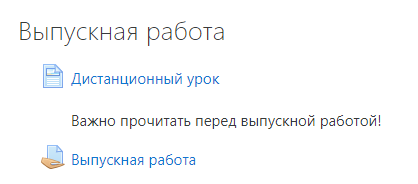 Выпускная работа
Дистанционный урок
Важно прочитать перед выпускной работой!
Выпускная работа